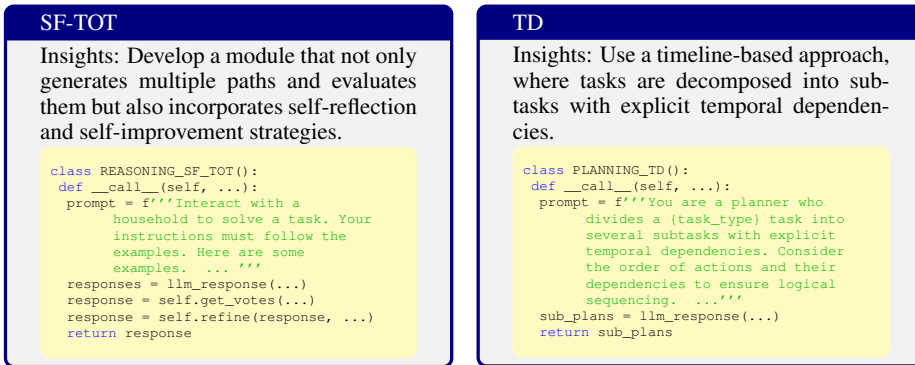 SF-TOT
Insights: Develop a module that not only
generates multiple paths and evaluates
them but also incorporates self-reflection
and self-improvement strategies.
class REASONING_SF_TOT():
def __call__(self, ...):
prompt = f'''Interact with a
household to solve a task. Your
instructions must follow the
examples. Here are some
examples.  ... '''
responses = llm_response(...)
response = self.get_votes(...)
response = self.refine(response, ...)
return response
TD
Insights: Use a timeline-based approach,
where tasks are decomposed into sub-
tasks with explicit temporal dependen-
cies.
class PLANNING_TD():
def __call__(self, ...):
prompt = f'''You are a planner who
divides a {task_type} task into
several subtasks with explicit
temporal dependencies. Consider
the order of actions and their
dependencies to ensure logical
sequencing.  ...'''
sub_plans = llm_response(...)
return sub_plans